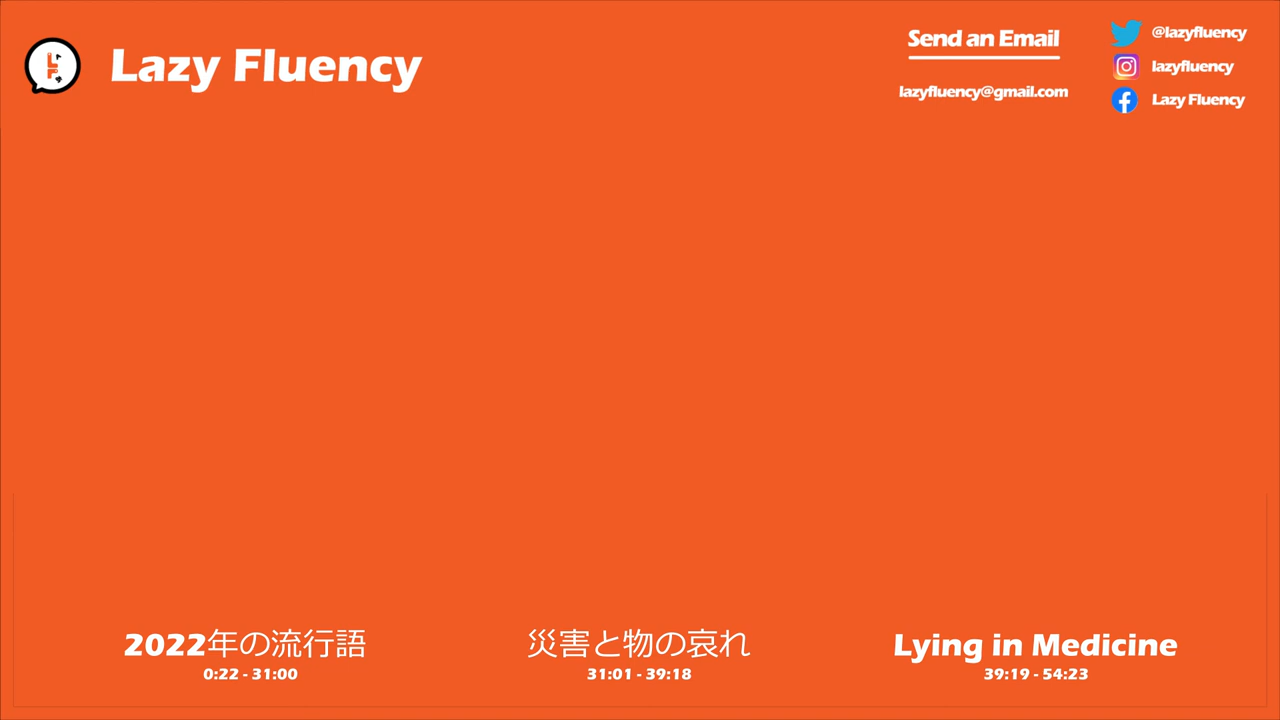 Lazy Fluency
Send an Email
lazyfluency@gmail.com
@lazyfluency
lazyfluency
Lazy Fluency
2022年の流行語
0:22 - 31:00
災害と物の哀れ
31:01 - 39:18
Lying in Medicine
39:19 - 54:23